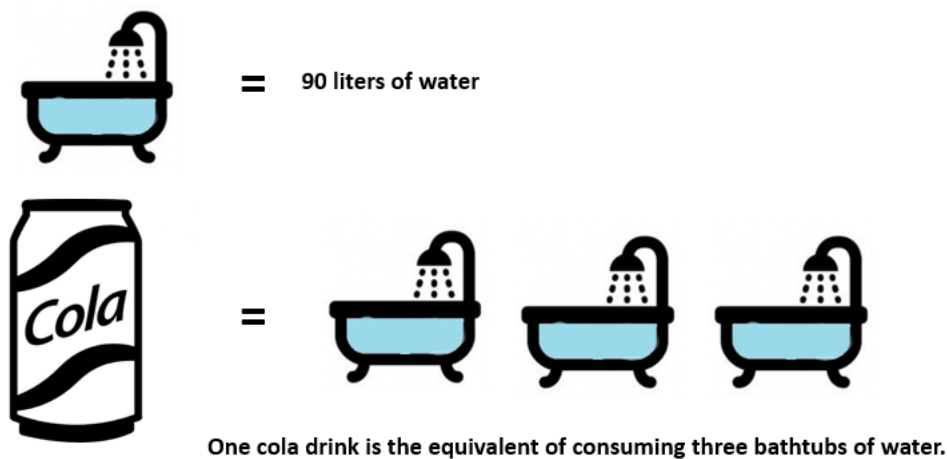 = 90 liters of water
Cola
=
One cola drink is the equivalent of consuming three bathtubs of water.